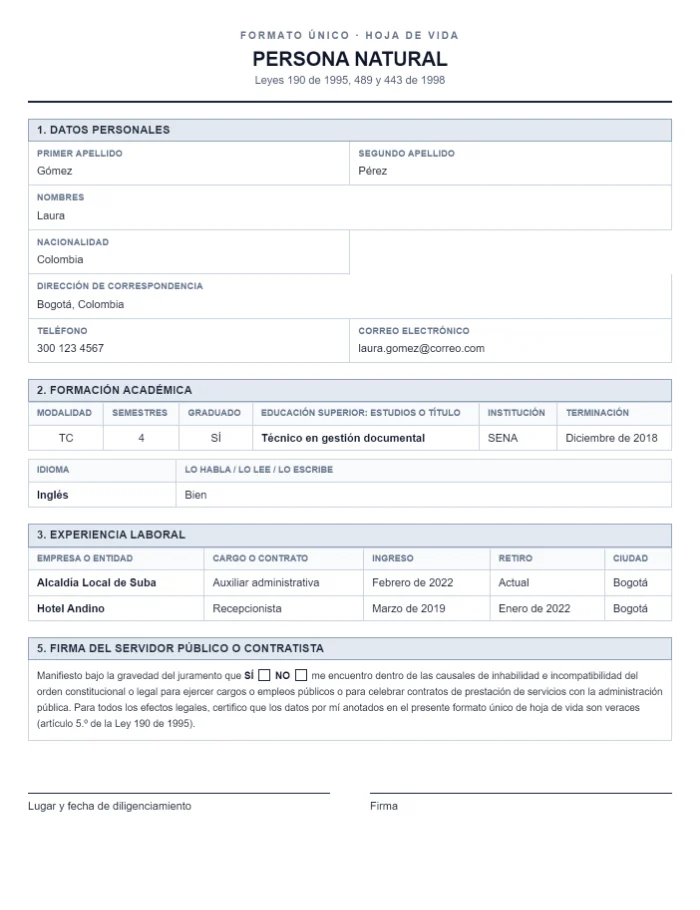 FORMATO ÚNICO · HOJA DE VIDA
PERSONA NATURAL
Leyes 190 de 1995, 489 y 443 de 1998
1. DATOS PERSONALES
PRIMER APELLIDO SEGUNDO APELLIDO
Gómez Pérez
NOMBRES
Laura
NACIONALIDAD
Colombia
DIRECCIÓN DE CORRESPONDENCIA
Bogotá, Colombia
TELÉFONO CORREO ELECTRÓNICO
300 123 4567 laura.gomez@correo.com
2. FORMACIÓN ACADÉMICA
MODALIDAD SEMESTRES GRADUADO EDUCACIÓN SUPERIOR: ESTUDIOS O TÍTULO INSTITUCIÓN TERMINACIÓN
TC 4 SÍ Técnico en gestión documental SENA Diciembre de 2018
IDIOMA LO HABLA / LO LEE / LO ESCRIBE
Inglés Bien
3. EXPERIENCIA LABORAL
EMPRESA O ENTIDAD CARGO O CONTRATO INGRESO RETIRO CIUDAD
Alcaldía Local de Suba Auxiliar administrativa Febrero de 2022 Actual Bogotá
Hotel Andino Recepcionista Marzo de 2019 Enero de 2022 Bogotá
5. FIRMA DEL SERVIDOR PÚBLICO O CONTRATISTA
Manifiesto bajo la gravedad del juramento que SÍ NO me encuentro dentro de las causales de inhabilidad e incompatibilidad del
orden constitucional o legal para ejercer cargos o empleos públicos o para celebrar contratos de prestación de servicios con la administración
pública. Para todos los efectos legales, certifico que los datos por mí anotados en el presente formato único de hoja de vida son veraces
(artículo 5.º de la Ley 190 de 1995).
Lugar y fecha de diligenciamiento Firma